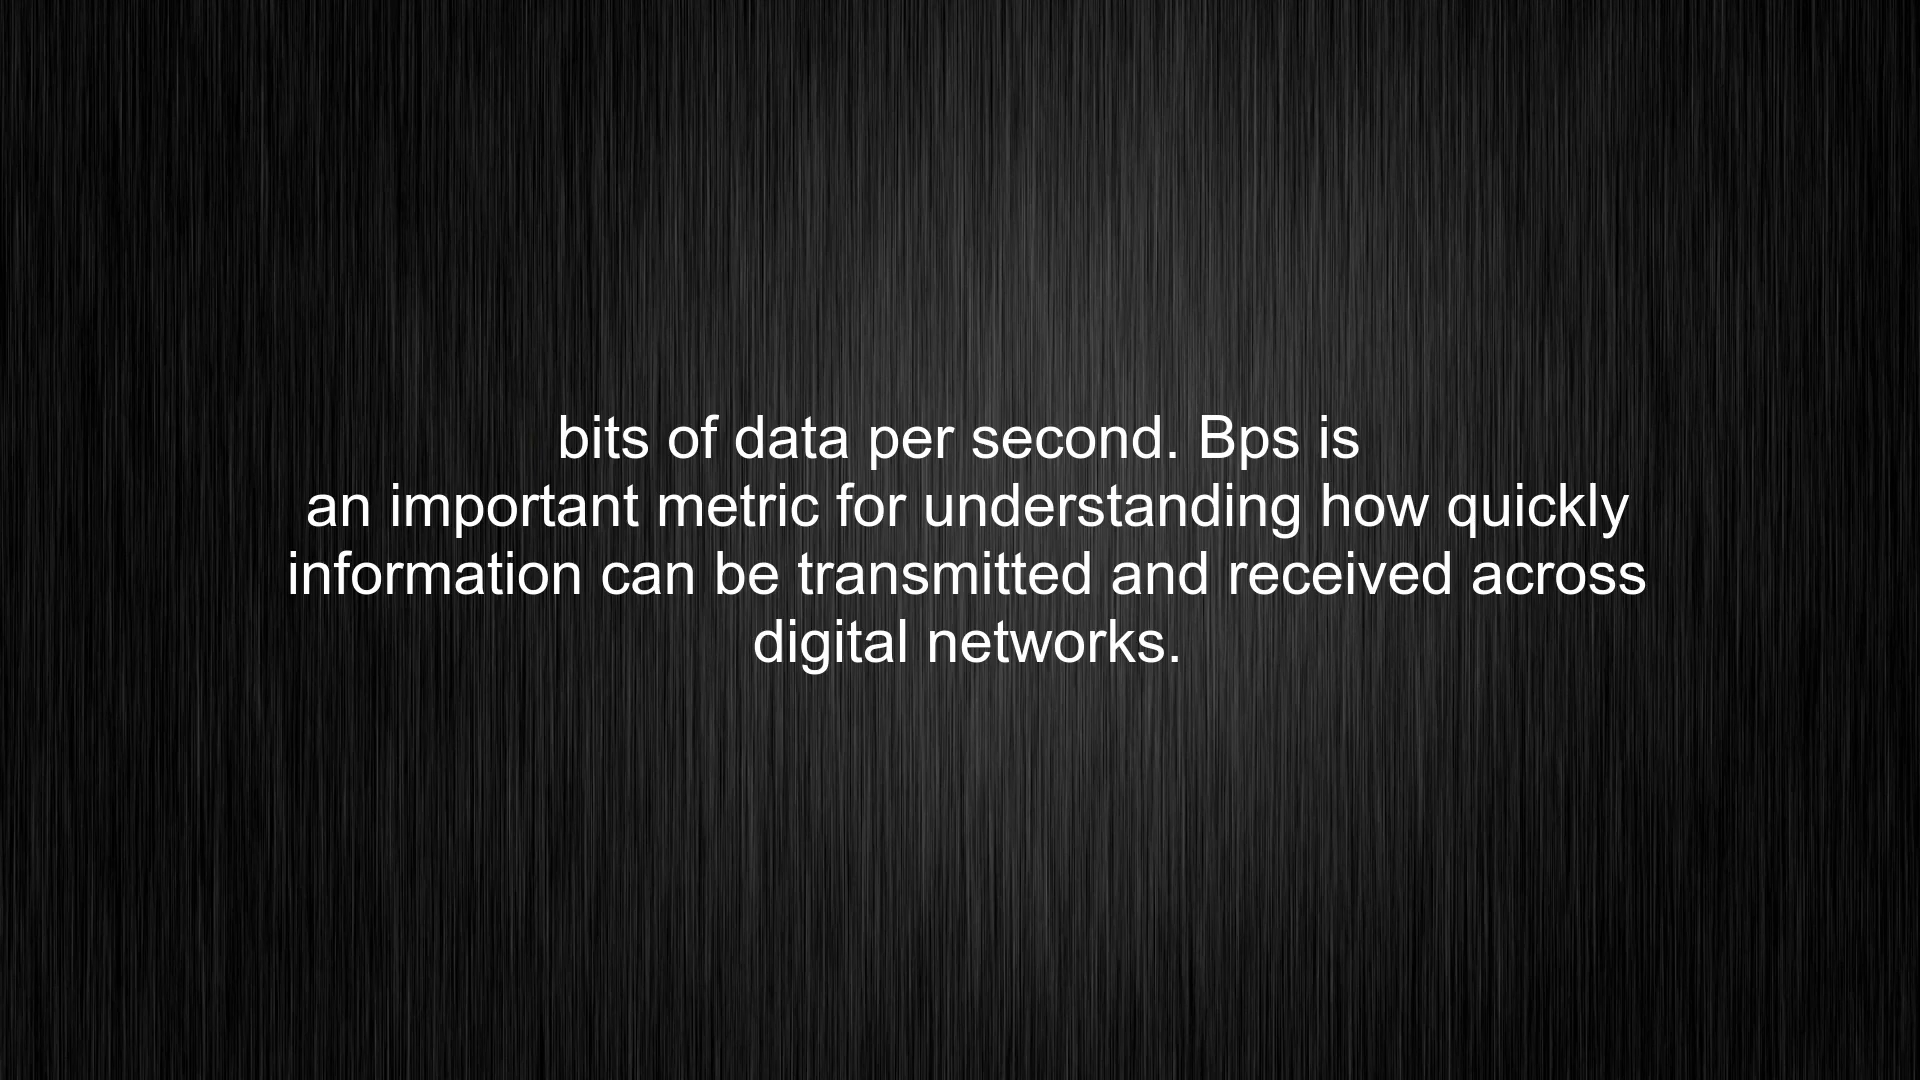 bits of data per second. Bps is
an important metric for understanding how quickly
information can be transmitted and received across
digital networks.